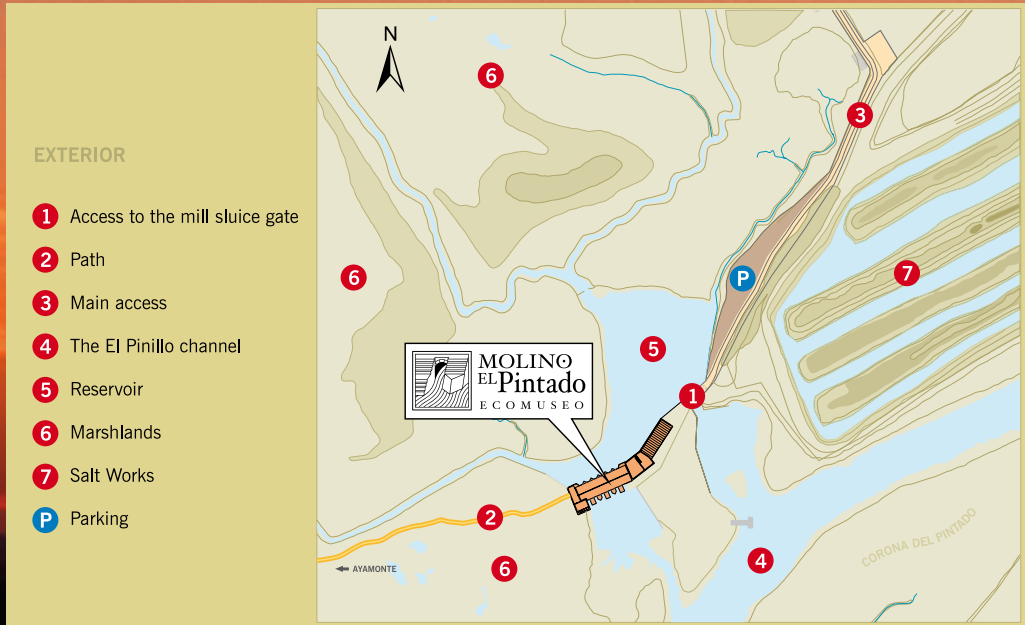 EXTERIOR
1 Access to the mill sluice gate
2 Path
3 Main access
4 The El Pinillo channel
5 Reservoir
6 Marshlands
7 Salt Works
P Parking
N
6
3
6
7
P
5
MOLINO
EL Pintado
ECOMUSEO
1
2
6
4
AYAMONTE
CORONA DEL PINTADO